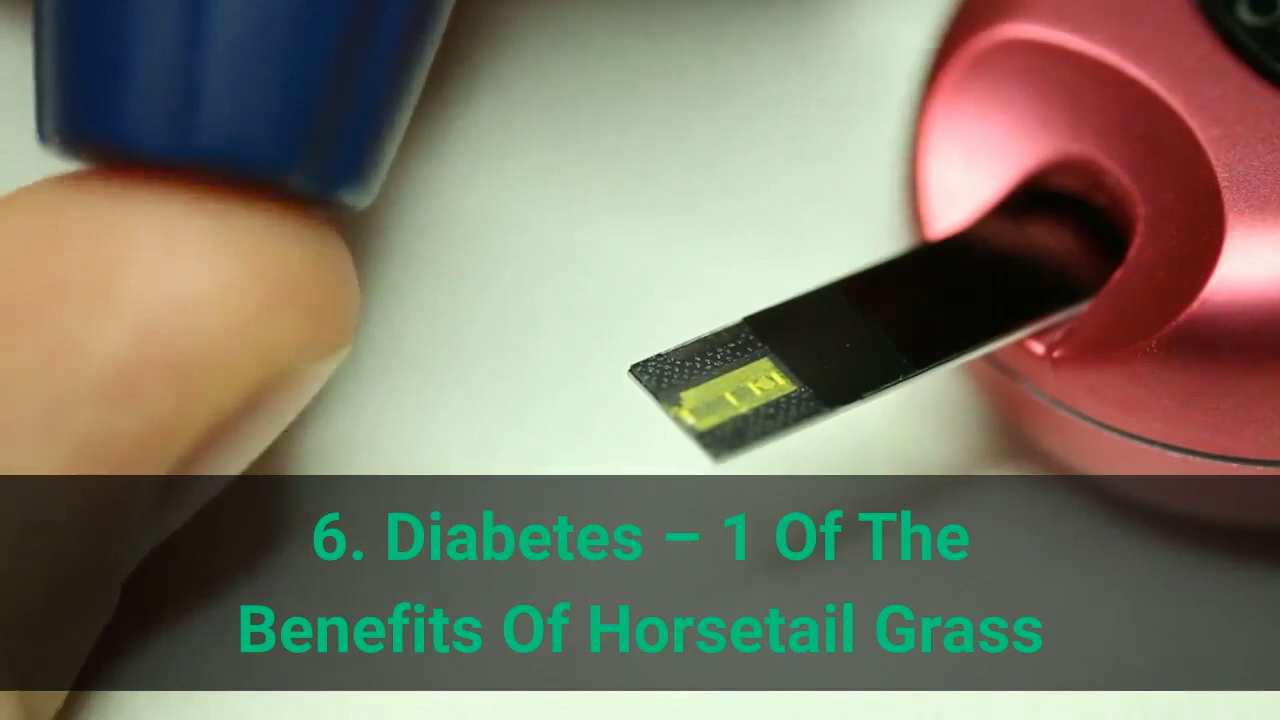 6. Diabetes – 1 Of The
Benefits Of Horsetail Grass